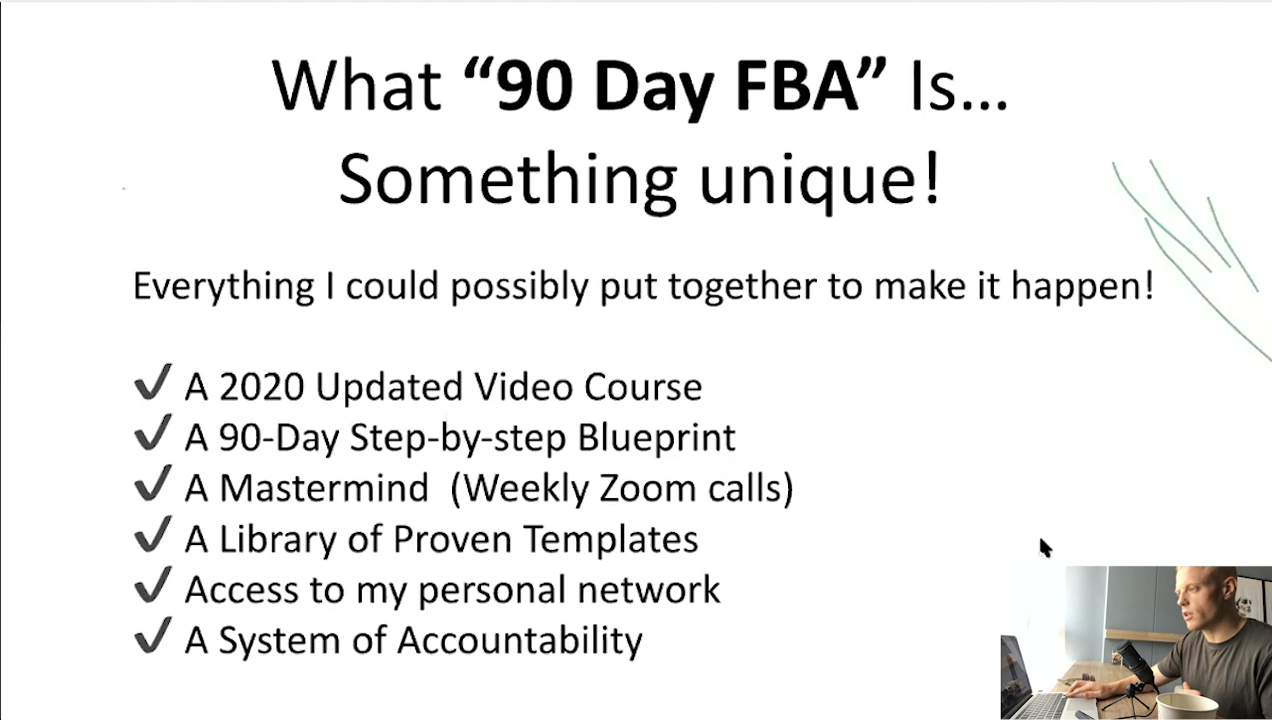 What “90 Day FBA” Is...
Something unique!
Everything I could possibly put together to make it happen!
✔ A 2020 Updated Video Course
✔ A 90-Day Step-by-step Blueprint
✔ A Mastermind (Weekly Zoom calls)
✔ A Library of Proven Templates
✔ Access to my personal network
✔ A System of Accountability